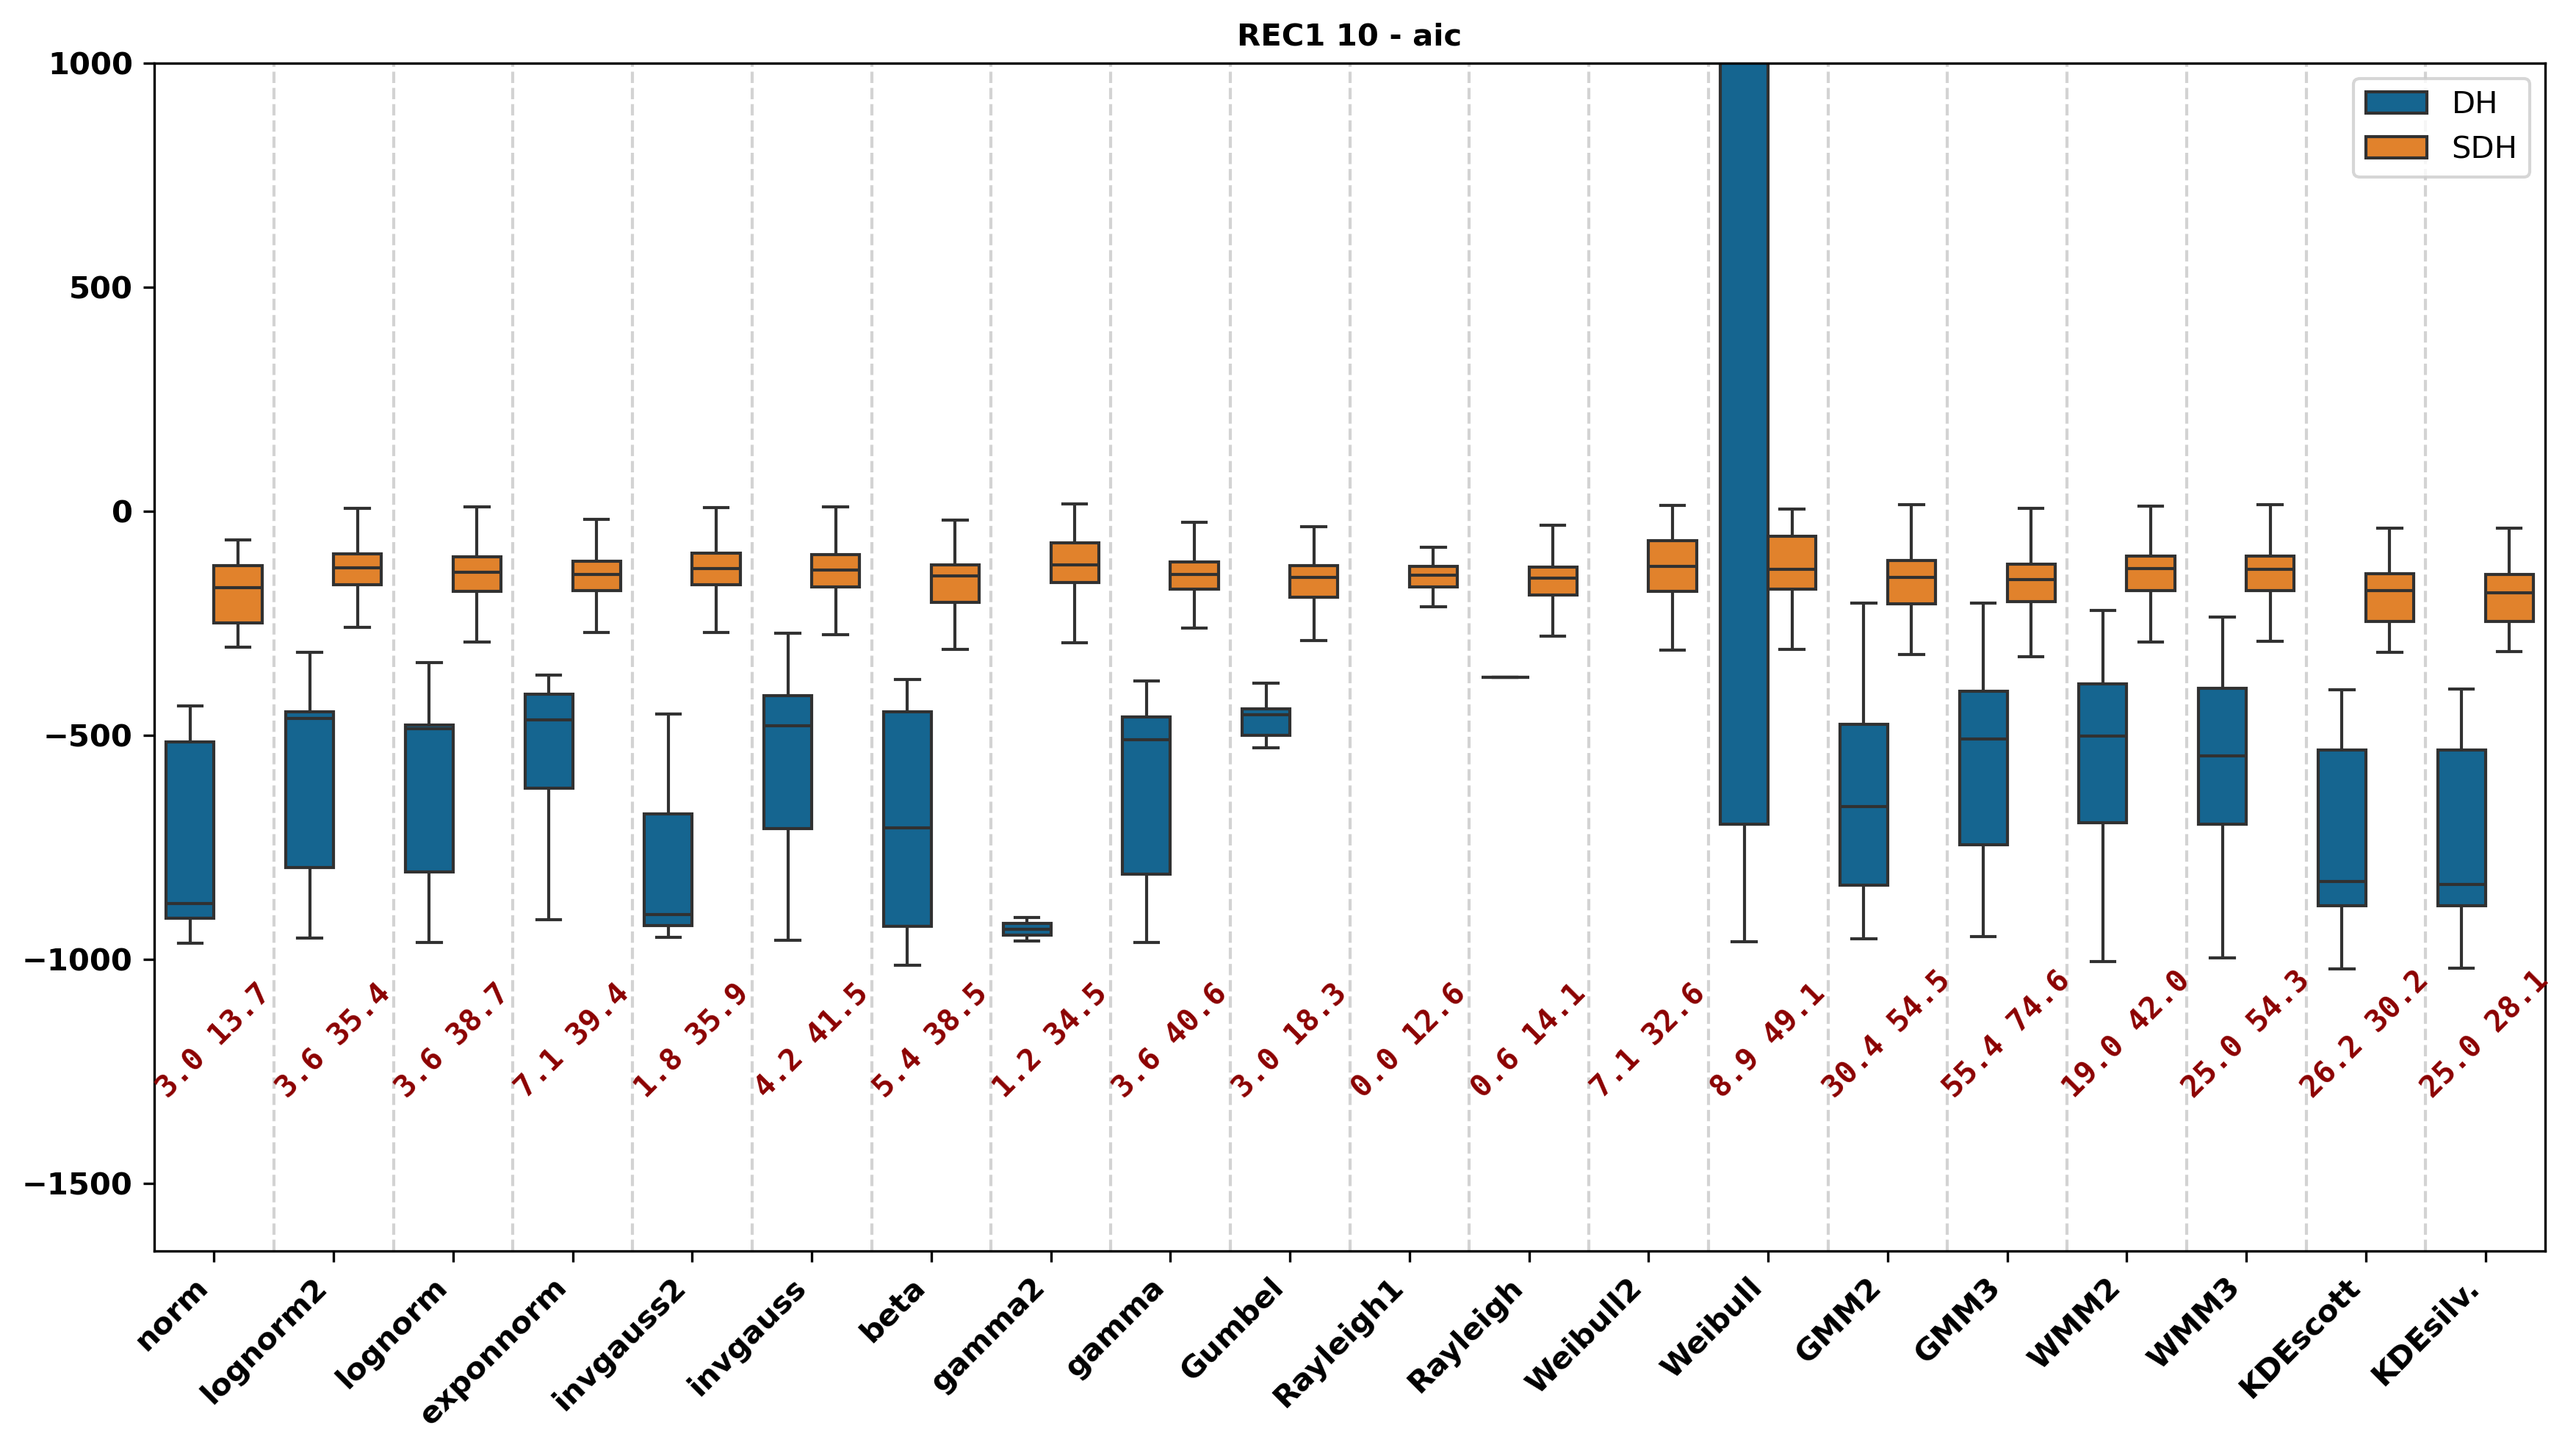 REC1 10 - aic
1000
500
0
−500
−1000
−1500
DH
SDH
3.0 13.7
3.6 35.4
3.6 38.7
7.1 39.4
1.8 35.9
4.2 41.5
5.4 38.5
1.2 34.5
3.6 40.6
3.0 18.3
0.0 12.6
0.6 14.1
7.1 32.6
8.9 49.1
30.4 54.5
55.4 74.6
19.0 42.0
25.0 54.3
26.2 30.2
25.0 28.1
norm
lognorm2
lognorm
exponnorm
invgauss2
invgauss
beta
gamma2
gamma
Gumbel
Rayleigh1
Rayleigh
Weibull2
Weibull
GMM2
GMM3
WMM2
WMM3
KDEscott
KDEsilv.